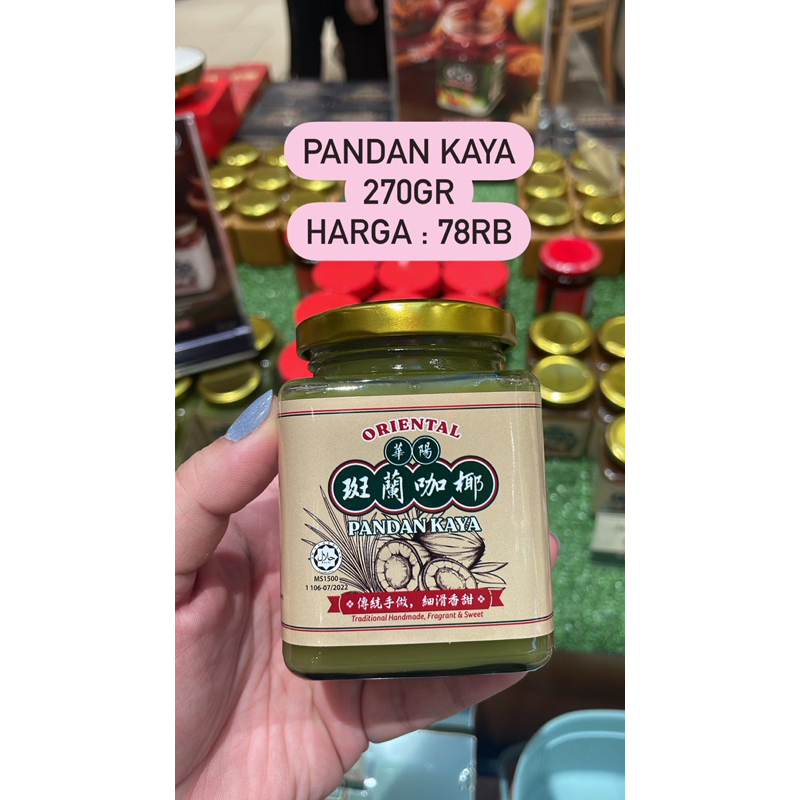 PANDAN KAYA
270GR
HARGA : 78RB
ORIENTAL
華陽
斑蘭咖椰
PANDAN KAYA
حلال
MS1500
1 106-07/2022
傳統手做，細滑香甜
Traditional Handmade, Fragrant & Sweet